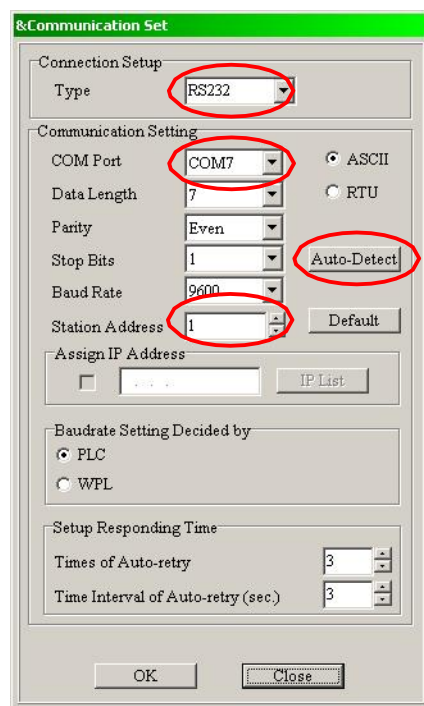 &Communication Set
Connection Setup
Type RS232
Communication Setting
COM Port COM7 ASCII
Data Length 7 RTU
Parity Even
Stop Bits 1 Auto-Detect
Baud Rate 9600
Station Address 1 Default
Assign IP Address
. . . IP List
Baudrate Setting Decided by
PLC
WPL
Setup Responding Time
Times of Auto-retry 3
Time Interval of Auto-retry (sec.) 3
OK Close